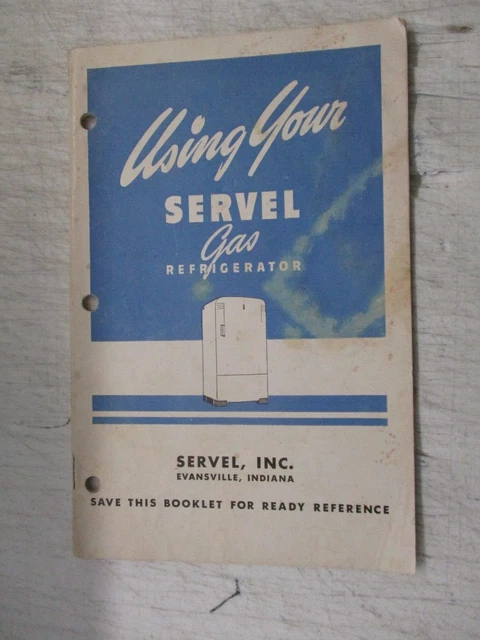 Using Your
SERVEL
Gas
REFRIGERATOR
SERVEL, INC.
EVANSVILLE, INDIANA
SAVE THIS BOOKLET FOR READY REFERENCE